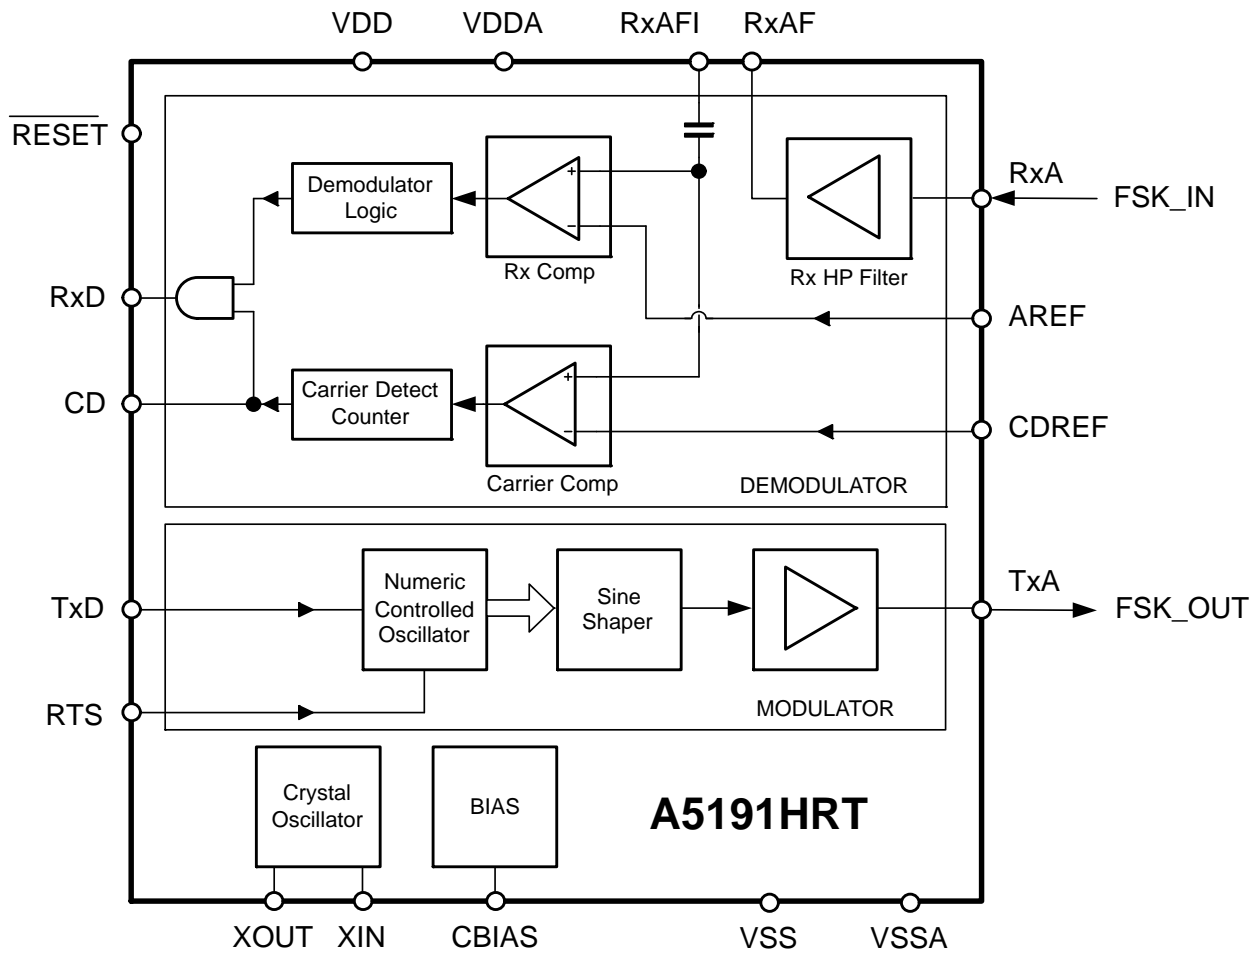 VDD
VDDA
RxAFI
RxAF
RESET
Demodulator
Logic
+
−
Rx Comp
Rx HP Filter
RxA
FSK_IN
RxD
AREF
CD
Carrier Detect
Counter
+
−
Carrier Comp
CDREF
DEMODULATOR
TxD
Numeric
Controlled
Oscillator
Sine
Shaper
TxA
FSK_OUT
RTS
MODULATOR
Crystal
Oscillator
BIAS
A5191HRT
XOUT
XIN
CBIAS
VSS
VSSA